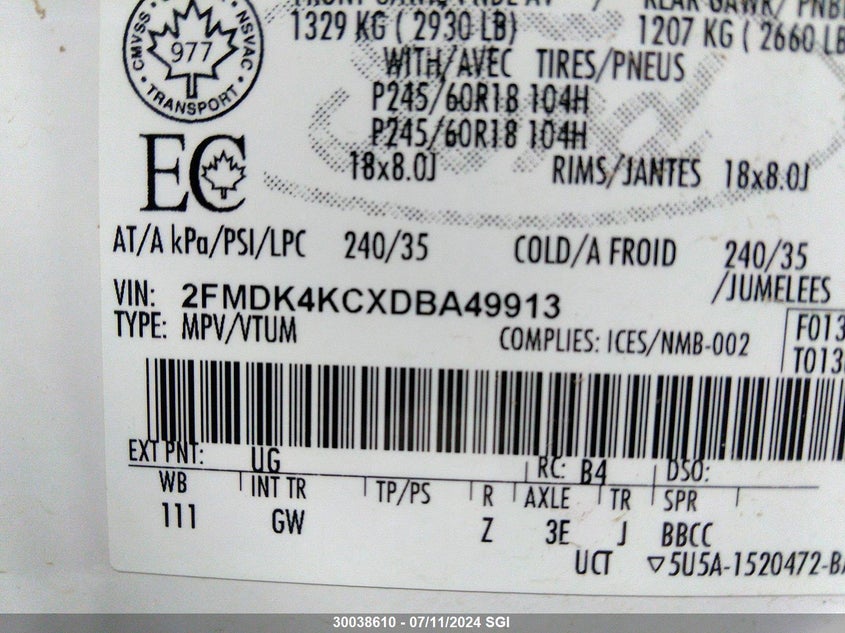 1329 KG ( 2930 LB) 1207 KG ( 2660 LB
WITH/AVEC TIRES/PNEUS
P245/60R18 104H
P245/60R18 104H
18x8.0J RIMS/JANTES 18x8.0J
CMVSS NSVAC
977
TRANSPORT
EC
AT/A kPa/PSI/LPC 240/35 COLD/A FROID 240/35
/JUMELEES
VIN: 2FMDK4KCXDBA49913
TYPE: MPV/VTUM COMPLIES: ICES/NMB-002
F013
T013
EXT PNT: UG RC: B4 DSO:
WB INT TR TP/PS R AXLE TR SPR
111 GW Z 3E J BBCC
UCT ▽5U5A-1520472-BA
30038610 - 07/11/2024 SGI